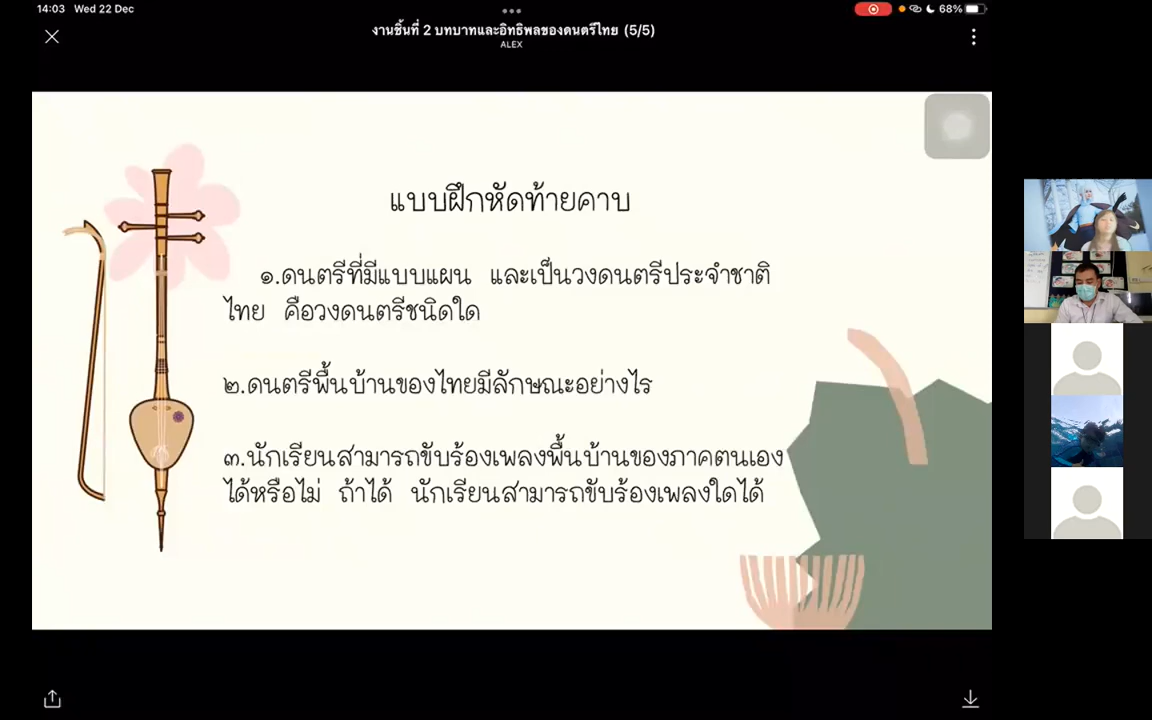 14:03 Wed 22 Dec
68%
งานชิ้นที่ 2 บทบาทและอิทธิพลของดนตรีไทย (5/5)
ALEX
แบบฝึกหัดท้ายคาบ
๑.ดนตรีที่มีแบบแผน และเป็นวงดนตรีประจำชาติ
ไทย คือวงดนตรีชนิดใด
๒.ดนตรีพื้นบ้านของไทยมีลักษณะอย่างไร
๓.นักเรียนสามารถขับร้องเพลงพื้นบ้านของภาคตนเอง
ได้หรือไม่ ถ้าได้ นักเรียนสามารถขับร้องเพลงใดได้